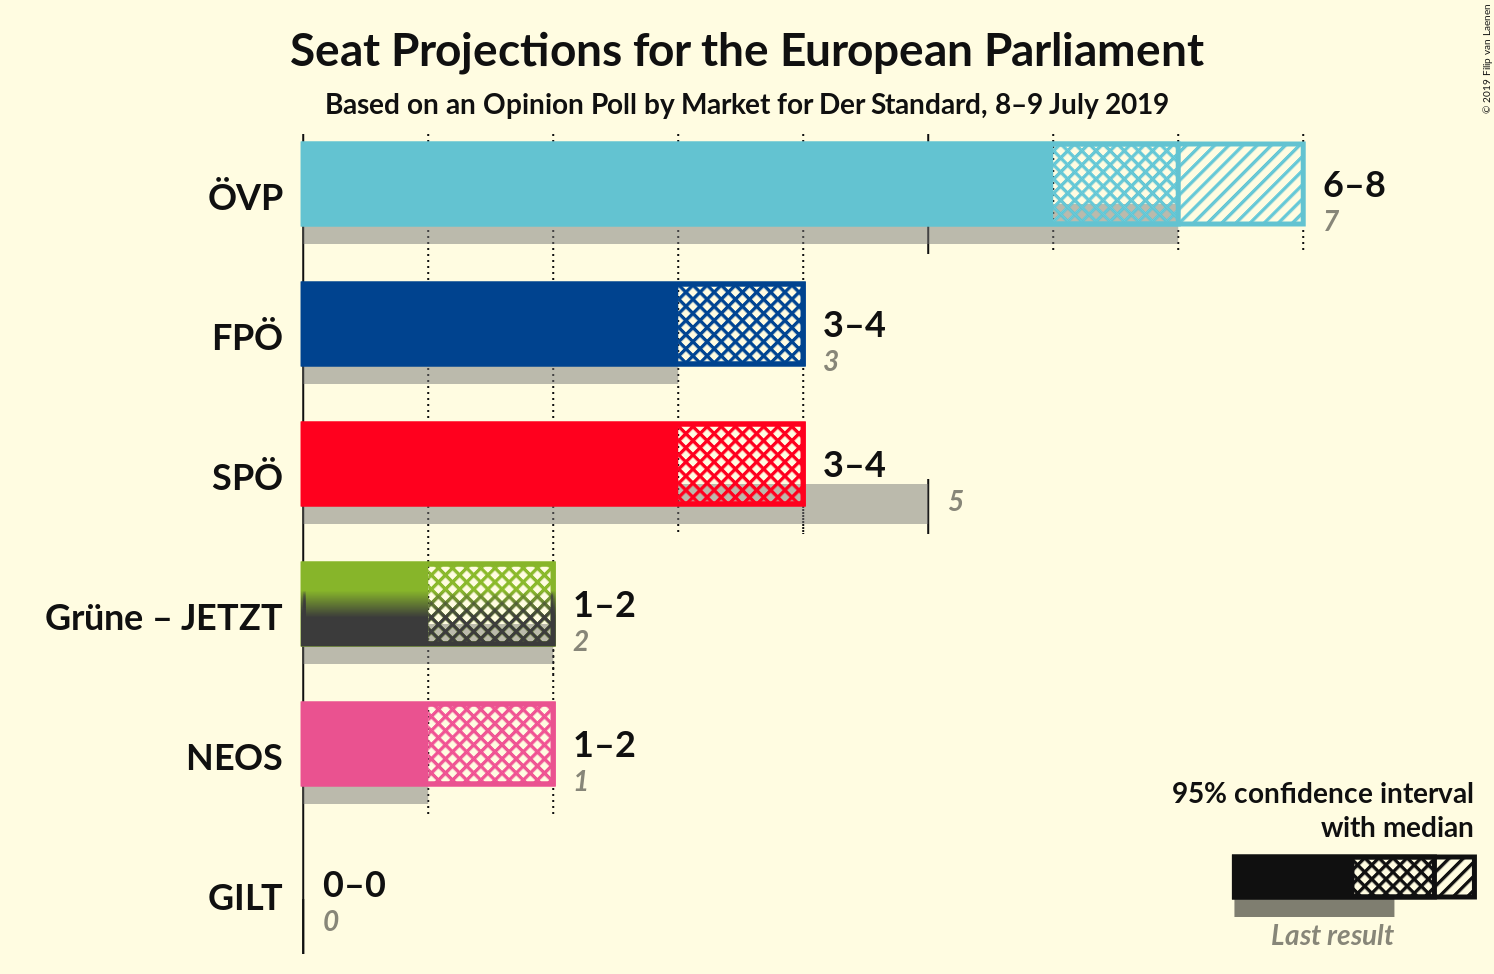 Seat Projections for the European Parliament
Based on an Opinion Poll by Market for Der Standard, 8–9 July 2019
© 2019 Filip van Laenen
ÖVP
6–8
7
FPÖ
3–4
3
SPÖ
3–4
5
Grüne – JETZT
1–2
2
NEOS
1–2
1
GILT
0–0
0
95% confidence interval
with median
Last result